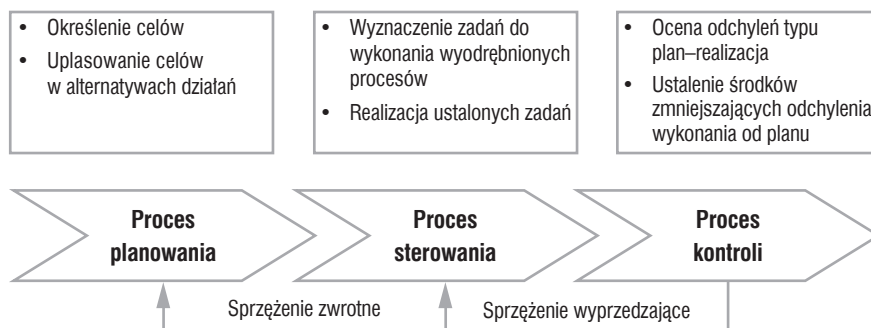 • Określenie celów
• Uplasowanie celów
w alternatywach działań
• Wyznaczenie zadań do
wykonania wyodrębnionych
procesów
• Realizacja ustalonych zadań
• Ocena odchyleń typu
plan–realizacja
• Ustalenie środków
zmniejszających odchylenia
wykonania od planu
Proces
planowania
Proces
sterowania
Proces
kontroli
Sprzężenie zwrotne
Sprzężenie wyprzedzające